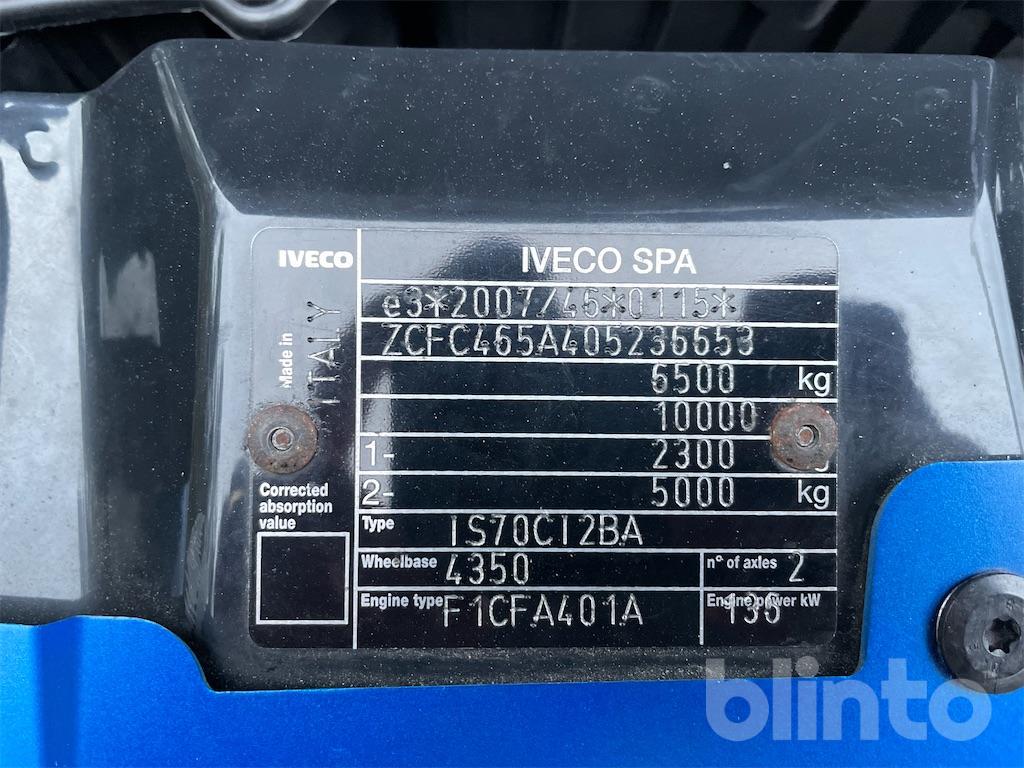 IVECO
IVECO SPA
Made in
ITALY
e3*2007/46*0115*
ZCFC465A405236653
6500 kg
10000
1- 2300 g
2- 5000 kg
Corrected
absorption
value
Type IS70CI2BA
Wheelbase 4350
n° of axles 2
Engine type F1CFA401A
Engine power kW
blinto